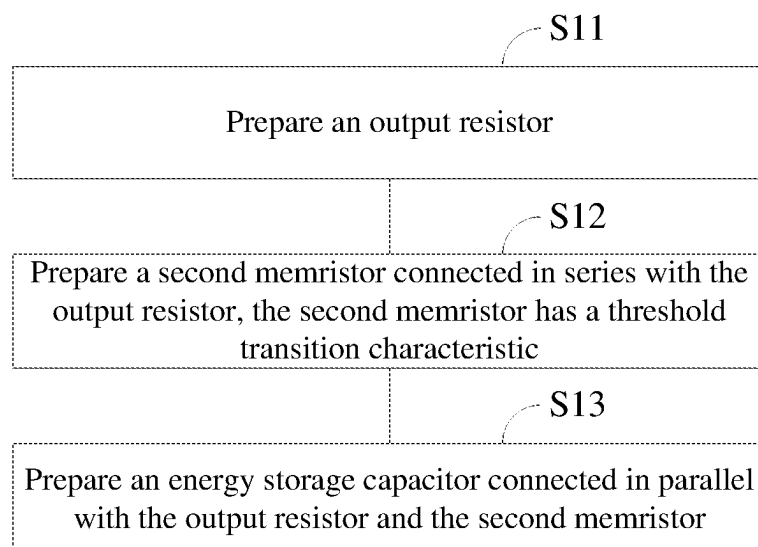 S11
Prepare an output resistor
S12
Prepare a second memristor connected in series with the
output resistor, the second memristor has a threshold
transition characteristic
S13
Prepare an energy storage capacitor connected in parallel
with the output resistor and the second memristor